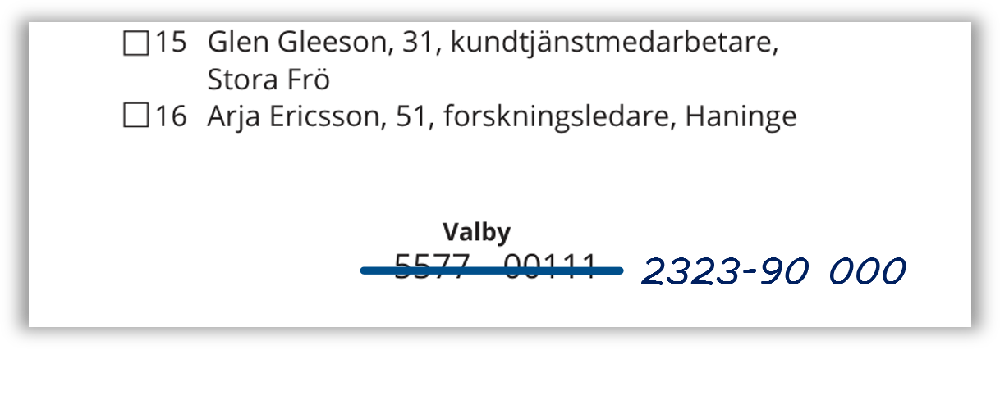 15 Glen Gleeson, 31, kundtjänstmedarbetare,
Stora Frö
16 Arja Ericsson, 51, forskningsledare, Haninge
Valby
5577 00111 2323-90 000